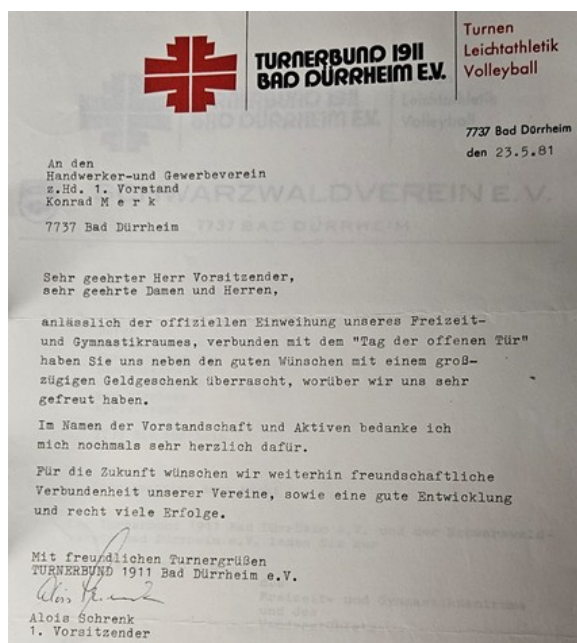 TURNERBUND 1911
BAD DÜRRHEIM E.V.
Turnen
Leichtathletik
Volleyball
7737 Bad Dürrheim
den 23.5.81
An den
Handwerker-und Gewerbeverein
z.Hd. 1. Vorstand
Konrad M e r k
7737 Bad Dürrheim
SCHWARZWALDVEREIN E.V.
7737 BAD DÜRRHEIM
Sehr geehrter Herr Vorsitzender,
sehr geehrte Damen und Herren,
anlässlich der offiziellen Einweihung unseres Freizeit-
und Gymnastikraumes, verbunden mit dem "Tag der offenen Tür"
haben Sie uns neben den guten Wünschen mit einem groß-
zügigen Geldgeschenk überrascht, worüber wir uns sehr
gefreut haben.
Im Namen der Vorstandschaft und Aktiven bedanke ich
mich nochmals sehr herzlich dafür.
Für die Zukunft wünschen wir weiterhin freundschaftliche
Verbundenheit unserer Vereine, sowie eine gute Entwicklung
und recht viele Erfolge.
Mit freundlichen Turnergrüßen
TURNERBUND 1911 Bad Dürrheim e.V.
Alois Schrenk
1. Vorsitzender